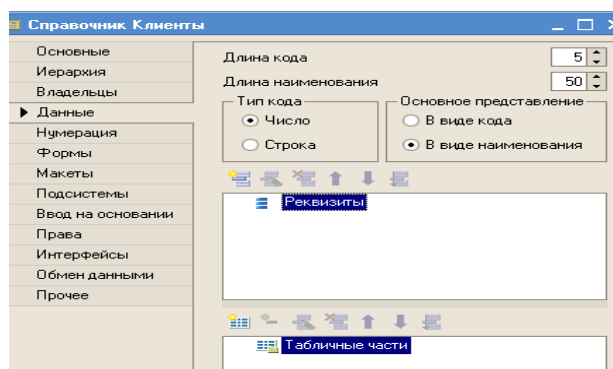 Справочник Клиенты
Основные
Иерархия
Владельцы
Данные
Нумерация
Формы
Макеты
Подсистемы
Ввод на основании
Права
Интерфейсы
Обмен данными
Прочее
Длина кода 5
Длина наименования 50
Тип кода
Число
Строка
Основное представление
В виде кода
В виде наименования
Реквизиты
Табличные части